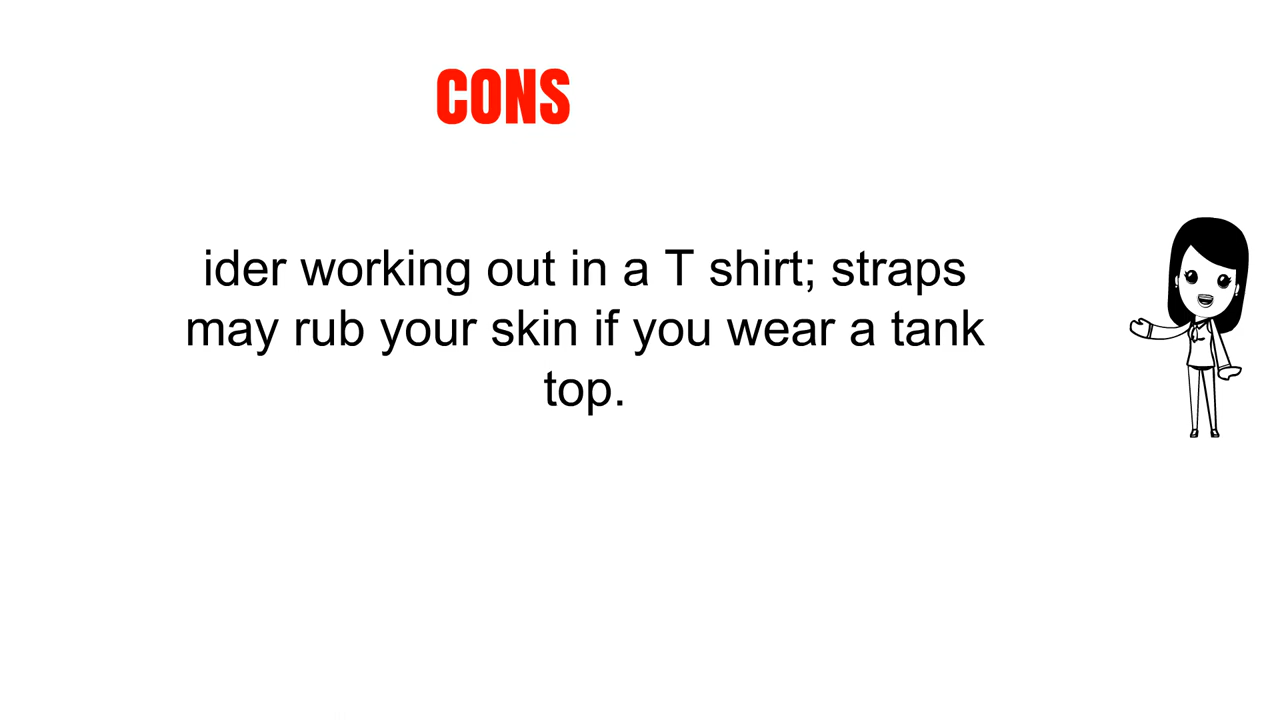 CONS
ider working out in a T shirt; straps
may rub your skin if you wear a tank
top.